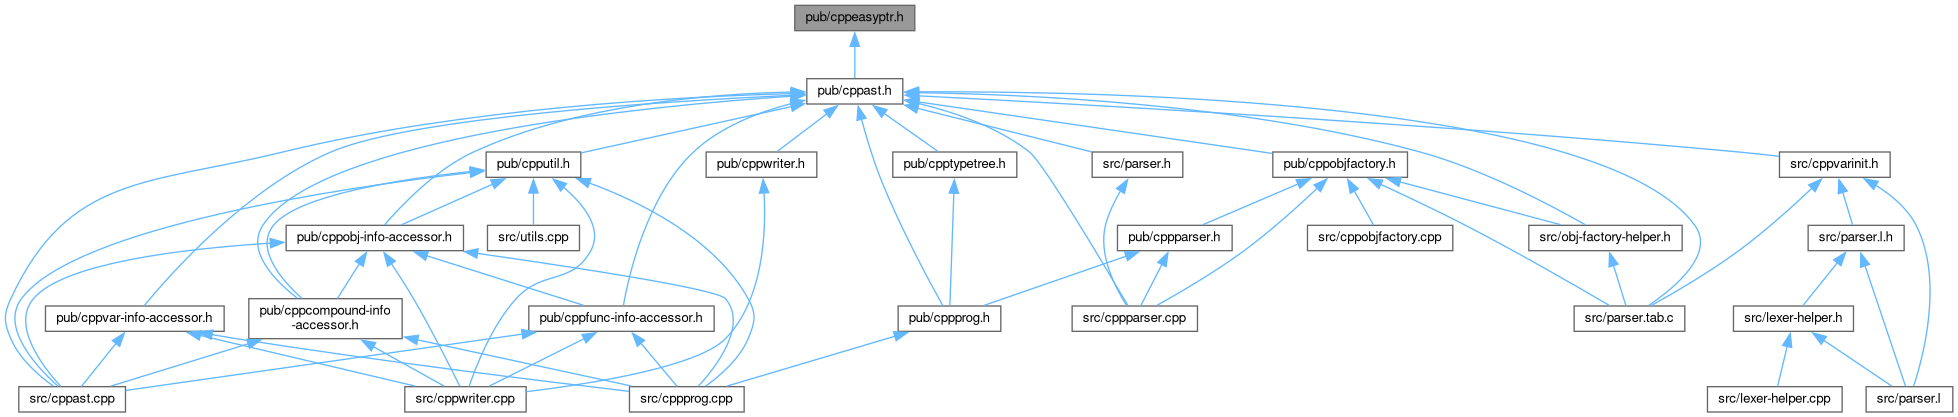 pub/cppeasyptr.h
pub/cppast.h
pub/cpputil.h
pub/cppwriter.h
pub/cpptypetree.h
src/parser.h
pub/cppobjfactory.h
src/cppvarinit.h
pub/cppobj-info-accessor.h
src/utils.cpp
pub/cppparser.h
src/cppobjfactory.cpp
src/obj-factory-helper.h
src/parser.l.h
pub/cppvar-info-accessor.h
pub/cppcompound-info
-accessor.h
pub/cppfunc-info-accessor.h
pub/cppprog.h
src/cppparser.cpp
src/parser.tab.c
src/lexer-helper.h
src/cppast.cpp
src/cppwriter.cpp
src/cppprog.cpp
src/lexer-helper.cpp
src/parser.l